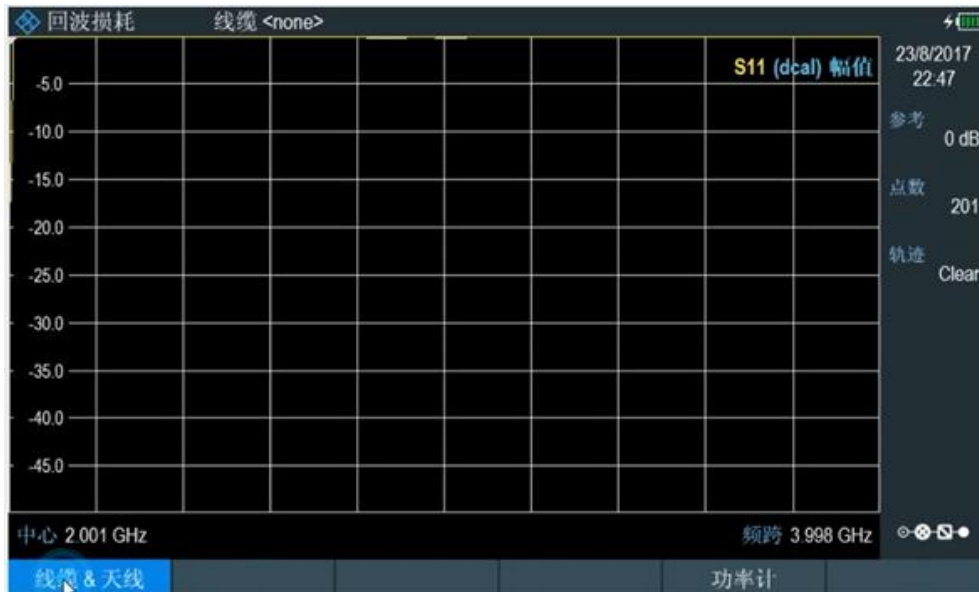 回波损耗 线缆 <none>
S11 (dcal) 幅值
23/8/2017
22:47
参考
0 dB
点数
201
轨迹
Clear
-5.0
-10.0
-15.0
-20.0
-25.0
-30.0
-35.0
-40.0
-45.0
中心 2.001 GHz 频跨 3.998 GHz
线缆 & 天线 功率计